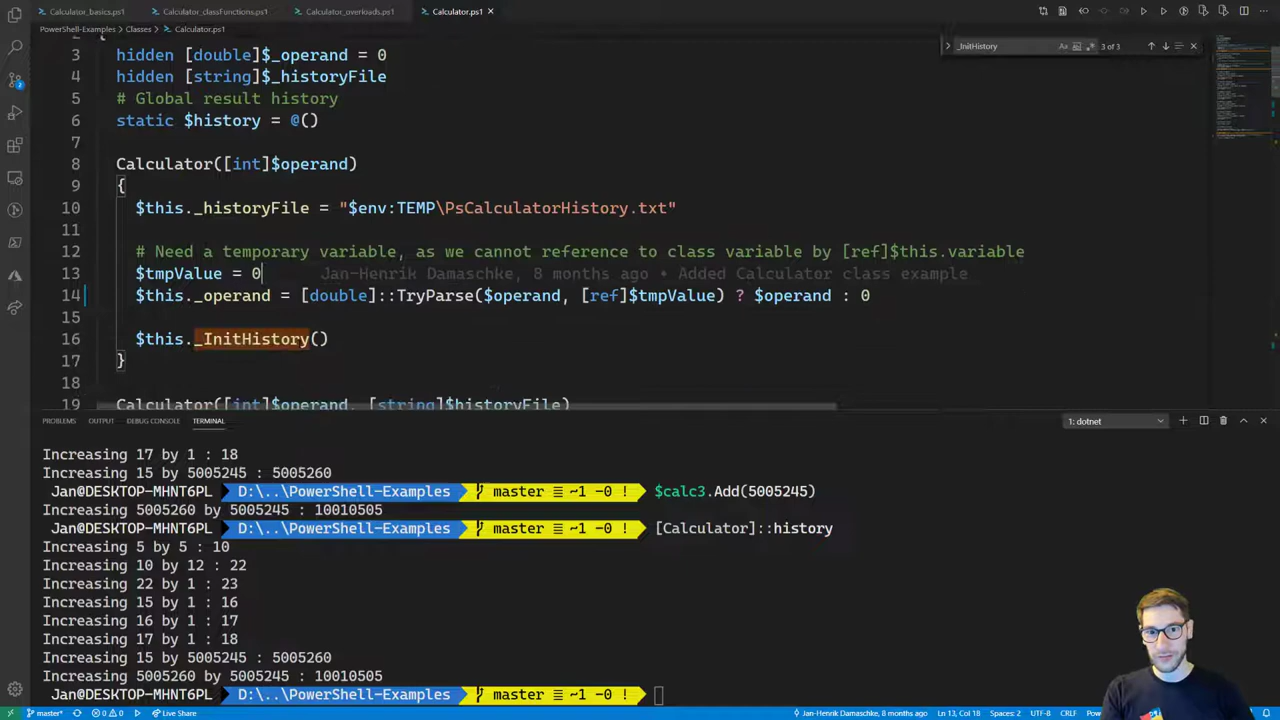 Calculator_basics.ps1
Calculator_classFunctions.ps1
Calculator_overloads.ps1
Calculator.ps1
PowerShell-Examples > Classes > Calculator.ps1
_InitHistory
3 of 3
3 hidden [double]$_operand = 0
4 hidden [string]$_historyFile
5 # Global result history
6 static $history = @()
7
8 Calculator([int]$operand)
9 {
10 $this._historyFile = "$env:TEMP\PsCalculatorHistory.txt"
11
12 # Need a temporary variable, as we cannot reference to class variable by [ref]$this.variable
13 $tmpValue = 0 Jan-Henrik Damaschke, 8 months ago • Added Calculator class example
14 $this._operand = [double]::TryParse($operand, [ref]$tmpValue) ? $operand : 0
15
16 $this._InitHistory()
17 }
18
19 Calculator([int]$operand, [string]$historyFile)
PROBLEMS OUTPUT DEBUG CONSOLE TERMINAL 1: dotnet
Increasing 17 by 1 : 18
Increasing 15 by 5005245 : 5005260
Jan@DESKTOP-MHNT6PL D:\..\PowerShell-Examples master ≡ ~1 -0 ! $calc3.Add(5005245)
Increasing 5005260 by 5005245 : 10010505
Jan@DESKTOP-MHNT6PL D:\..\PowerShell-Examples master ≡ ~1 -0 ! [Calculator]::history
Increasing 5 by 5 : 10
Increasing 10 by 12 : 22
Increasing 22 by 1 : 23
Increasing 15 by 1 : 16
Increasing 16 by 1 : 17
Increasing 17 by 1 : 18
Increasing 15 by 5005245 : 5005260
Increasing 5005260 by 5005245 : 10010505
Jan@DESKTOP-MHNT6PL D:\..\PowerShell-Examples master ≡ ~1 -0 !
master* 0 0 Live Share Jan-Henrik Damaschke, 8 months ago Ln 13, Col 18 Spaces: 2 UTF-8 CRLF